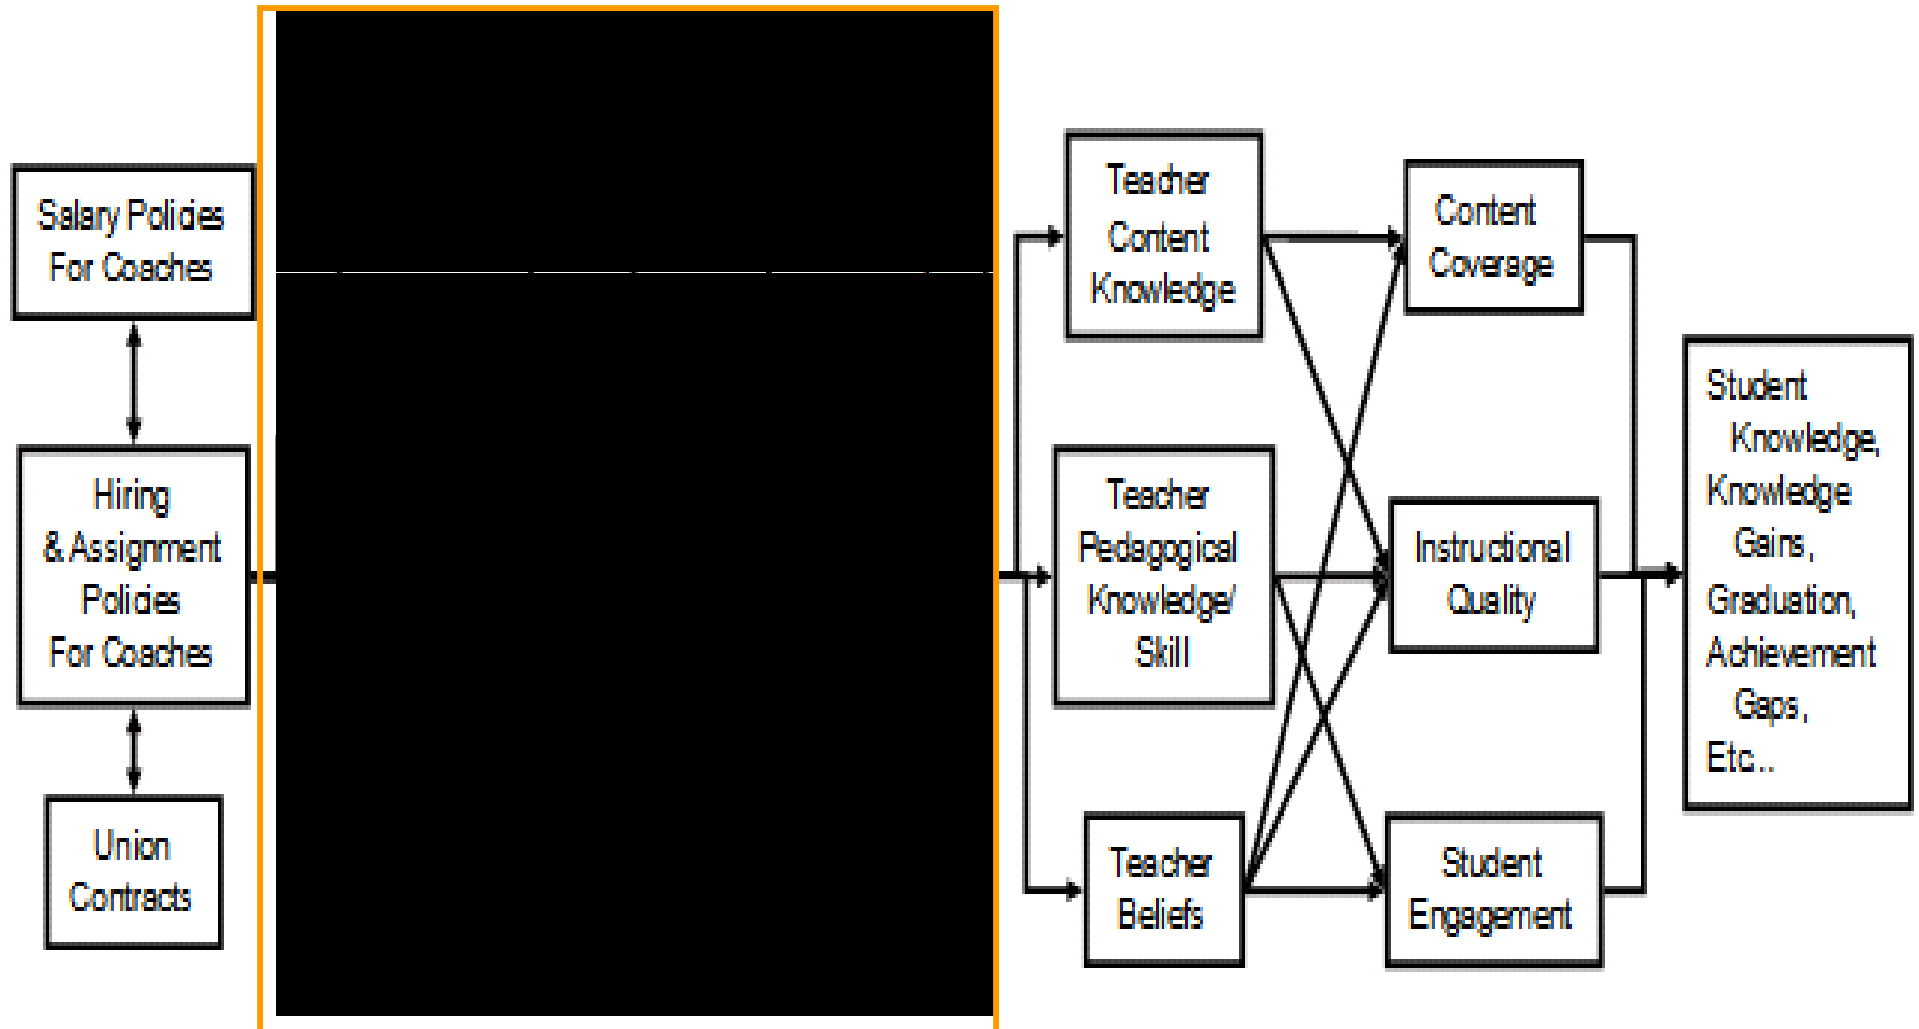 Salary Policies
For Coaches
Hiring
& Assignment
Policies
For Coaches
Union
Contracts
Teacher
Content
Knowledge
Teacher
Pedagogical
Knowledge/
Skill
Teacher
Beliefs
Content
Coverage
Instructional
Quality
Student
Engagement
Student
Knowledge,
Knowledge
Gains,
Graduation,
Achievement
Gaps,
Etc..